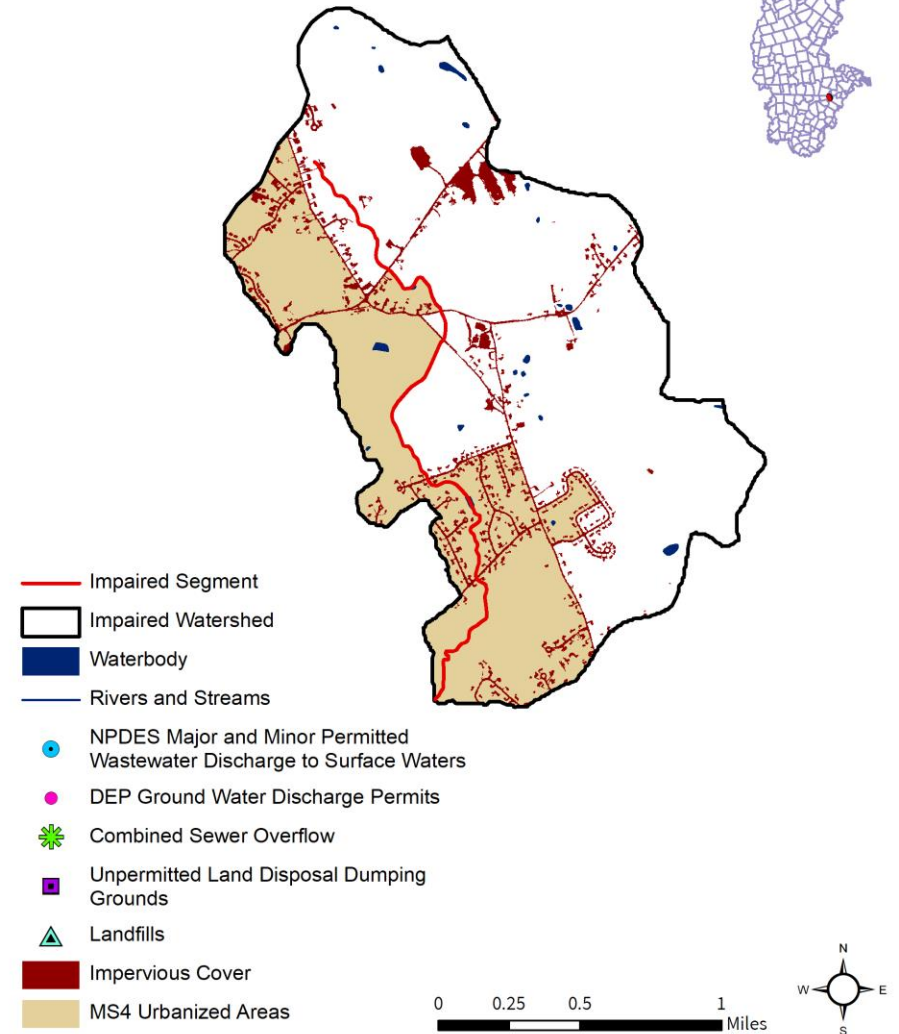 Impaired Segment
Impaired Watershed
Waterbody
Rivers and Streams
NPDES Major and Minor Permitted
Wastewater Discharge to Surface Waters
DEP Ground Water Discharge Permits
Combined Sewer Overflow
Unpermitted Land Disposal Dumping
Grounds
Landfills
Impervious Cover
MS4 Urbanized Areas
0 0.25 0.5 1
Miles
N
W E
S